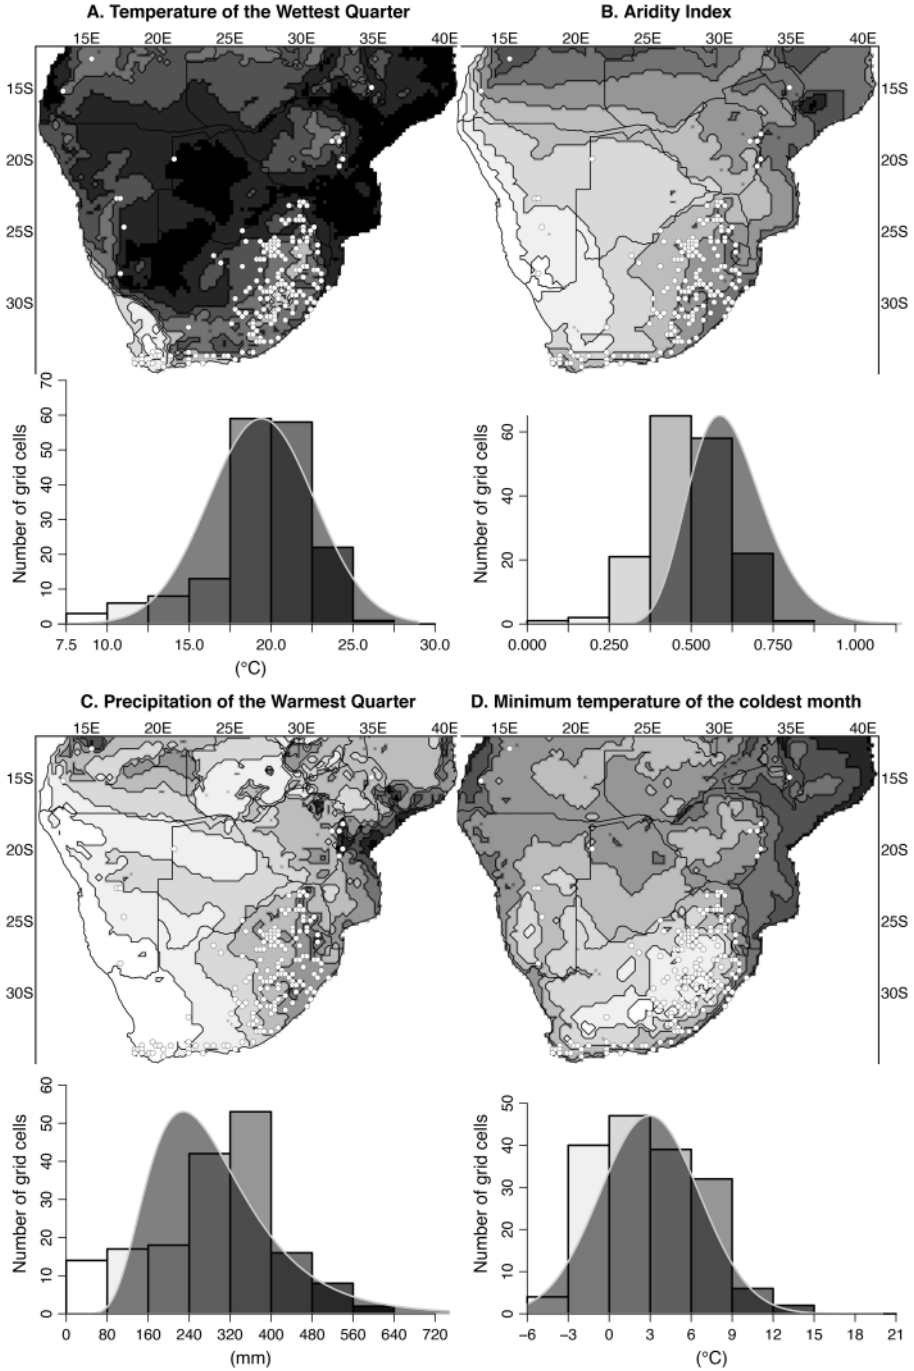 A. Temperature of the Wettest Quarter
B. Aridity Index
15E 20E 25E 30E 35E 40E
15E 20E 25E 30E 35E 40E
15S
15S
20S
20S
25S
25S
30S
30S
Number of grid cells
0 10 20 30 40 50 60 70
7.5 10.0 15.0 20.0 25.0 30.0
(°C)
Number of grid cells
0 20 40 60
0.000 0.250 0.500 0.750 1.000
C. Precipitation of the Warmest Quarter
D. Minimum temperature of the coldest month
15E 20E 25E 30E 35E 40E
15E 20E 25E 30E 35E 40E
15S
15S
20S
20S
25S
25S
30S
30S
Number of grid cells
0 10 20 30 40 50 60
0 80 160 240 320 400 480 560 640 720
(mm)
Number of grid cells
0 10 20 30 40 50
−6 −3 0 3 6 9 12 15 18 21
(°C)